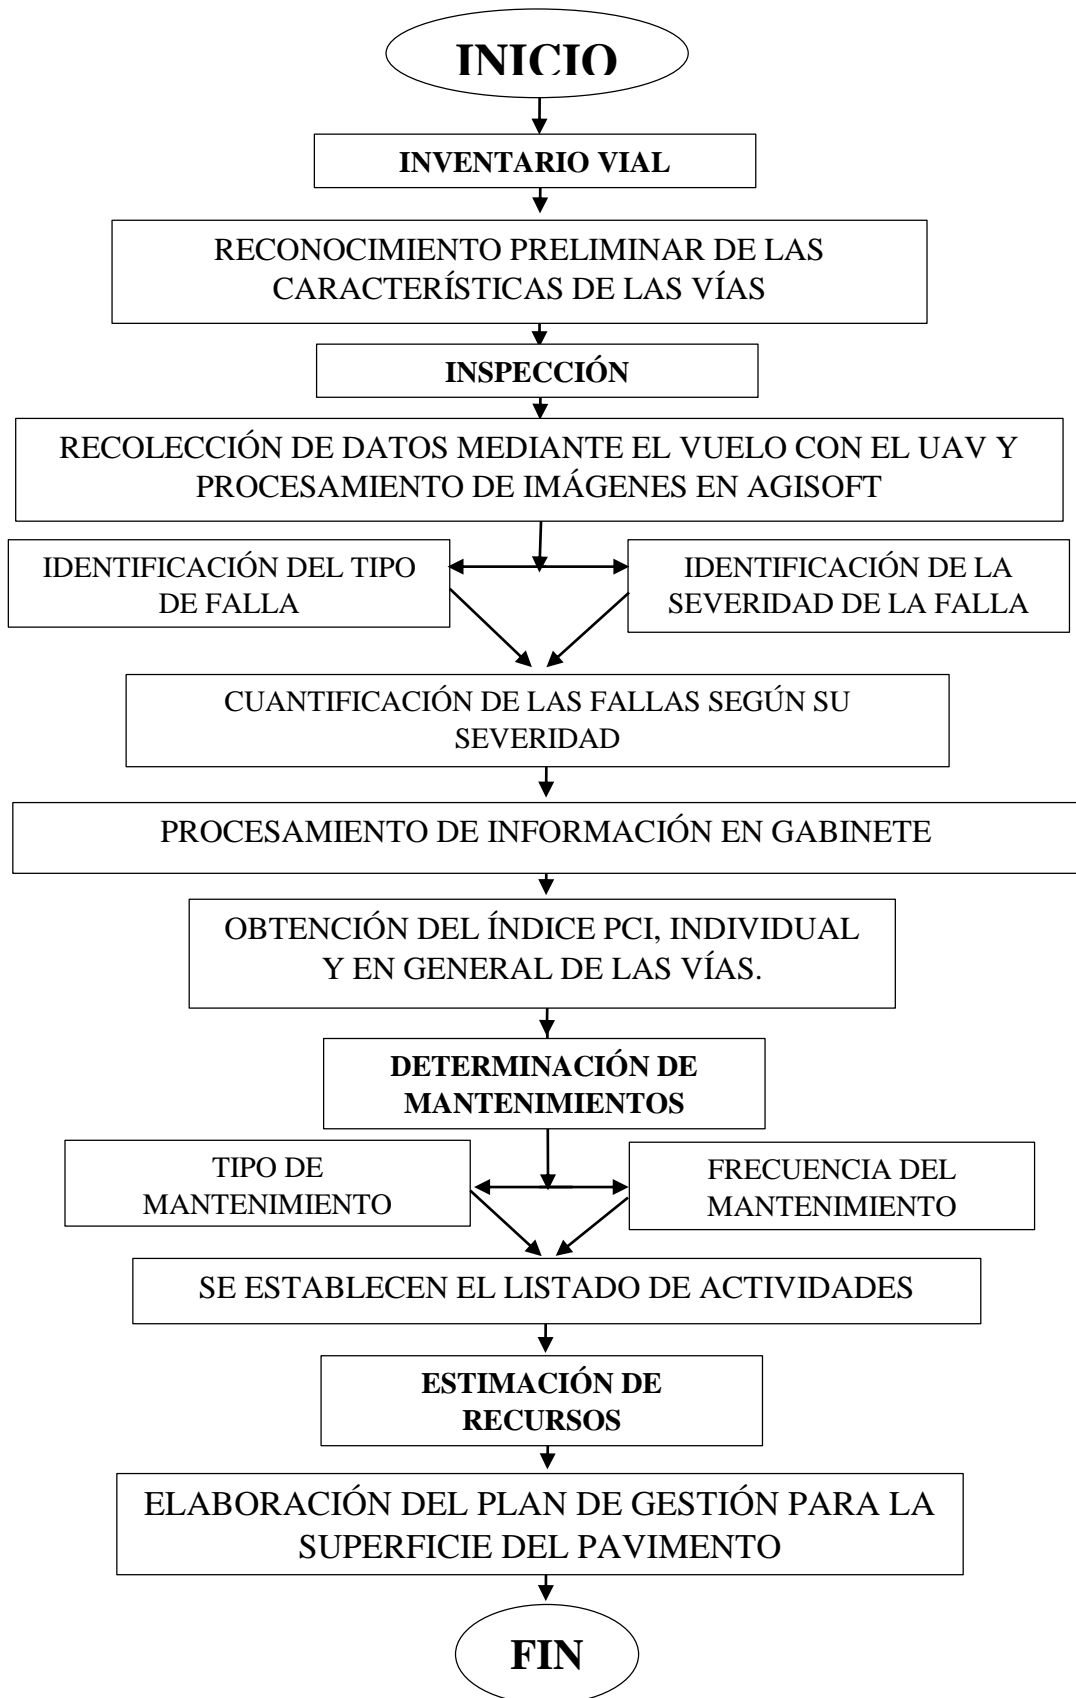 INICIO
INVENTARIO VIAL
RECONOCIMIENTO PRELIMINAR DE LAS
CARACTERÍSTICAS DE LAS VÍAS
INSPECCIÓN
RECOLECCIÓN DE DATOS MEDIANTE EL VUELO CON EL UAV Y
PROCESAMIENTO DE IMÁGENES EN AGISOFT
IDENTIFICACIÓN DEL TIPO
DE FALLA
IDENTIFICACIÓN DE LA
SEVERIDAD DE LA FALLA
CUANTIFICACIÓN DE LAS FALLAS SEGÚN SU
SEVERIDAD
PROCESAMIENTO DE INFORMACIÓN EN GABINETE
OBTENCIÓN DEL ÍNDICE PCI, INDIVIDUAL
Y EN GENERAL DE LAS VÍAS.
DETERMINACIÓN DE
MANTENIMIENTOS
TIPO DE
MANTENIMIENTO
FRECUENCIA DEL
MANTENIMIENTO
SE ESTABLECEN EL LISTADO DE ACTIVIDADES
ESTIMACIÓN DE
RECURSOS
ELABORACIÓN DEL PLAN DE GESTIÓN PARA LA
SUPERFICIE DEL PAVIMENTO
FIN